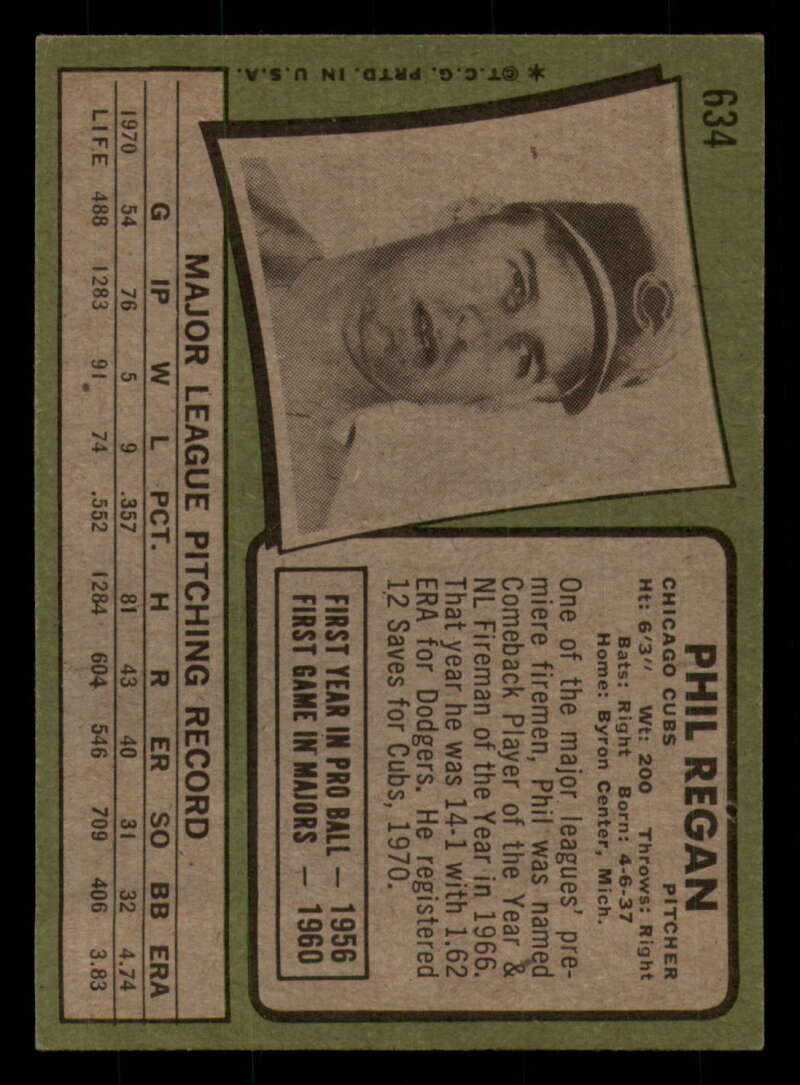 634
*©T.C.G. PRTD. IN U.S.A.
C
PHIL REGAN
CHICAGO CUBS PITCHER
Ht: 6'3" Wt: 200 Throws: Right
Bats: Right Born: 4-6-37
Home: Byron Center, Mich.
One of the major leagues' pre-
miere firemen, Phil was named
Comeback Player of the Year &
NL Fireman of the Year in 1966.
That year he was 14-1 with 1.62
ERA for Dodgers. He registered
12 Saves for Cubs, 1970.
FIRST YEAR IN PRO BALL — 1956
FIRST GAME IN MAJORS — 1960
MAJOR LEAGUE PITCHING RECORD
G IP W L PCT. H R ER SO BB ERA
1970 54 76 5 9 .357 81 43 40 31 32 4.74
LIFE 488 1283 91 74 .552 1284 604 546 709 406 3.83